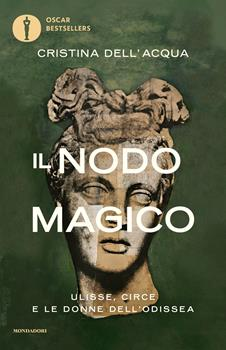 OSCAR
BESTSELLERS
CRISTINA DELL'ACQUA
IL NODO
MAGICO
ULISSE, CIRCE
E LE DONNE DELL'ODISSEA
MONDADORI